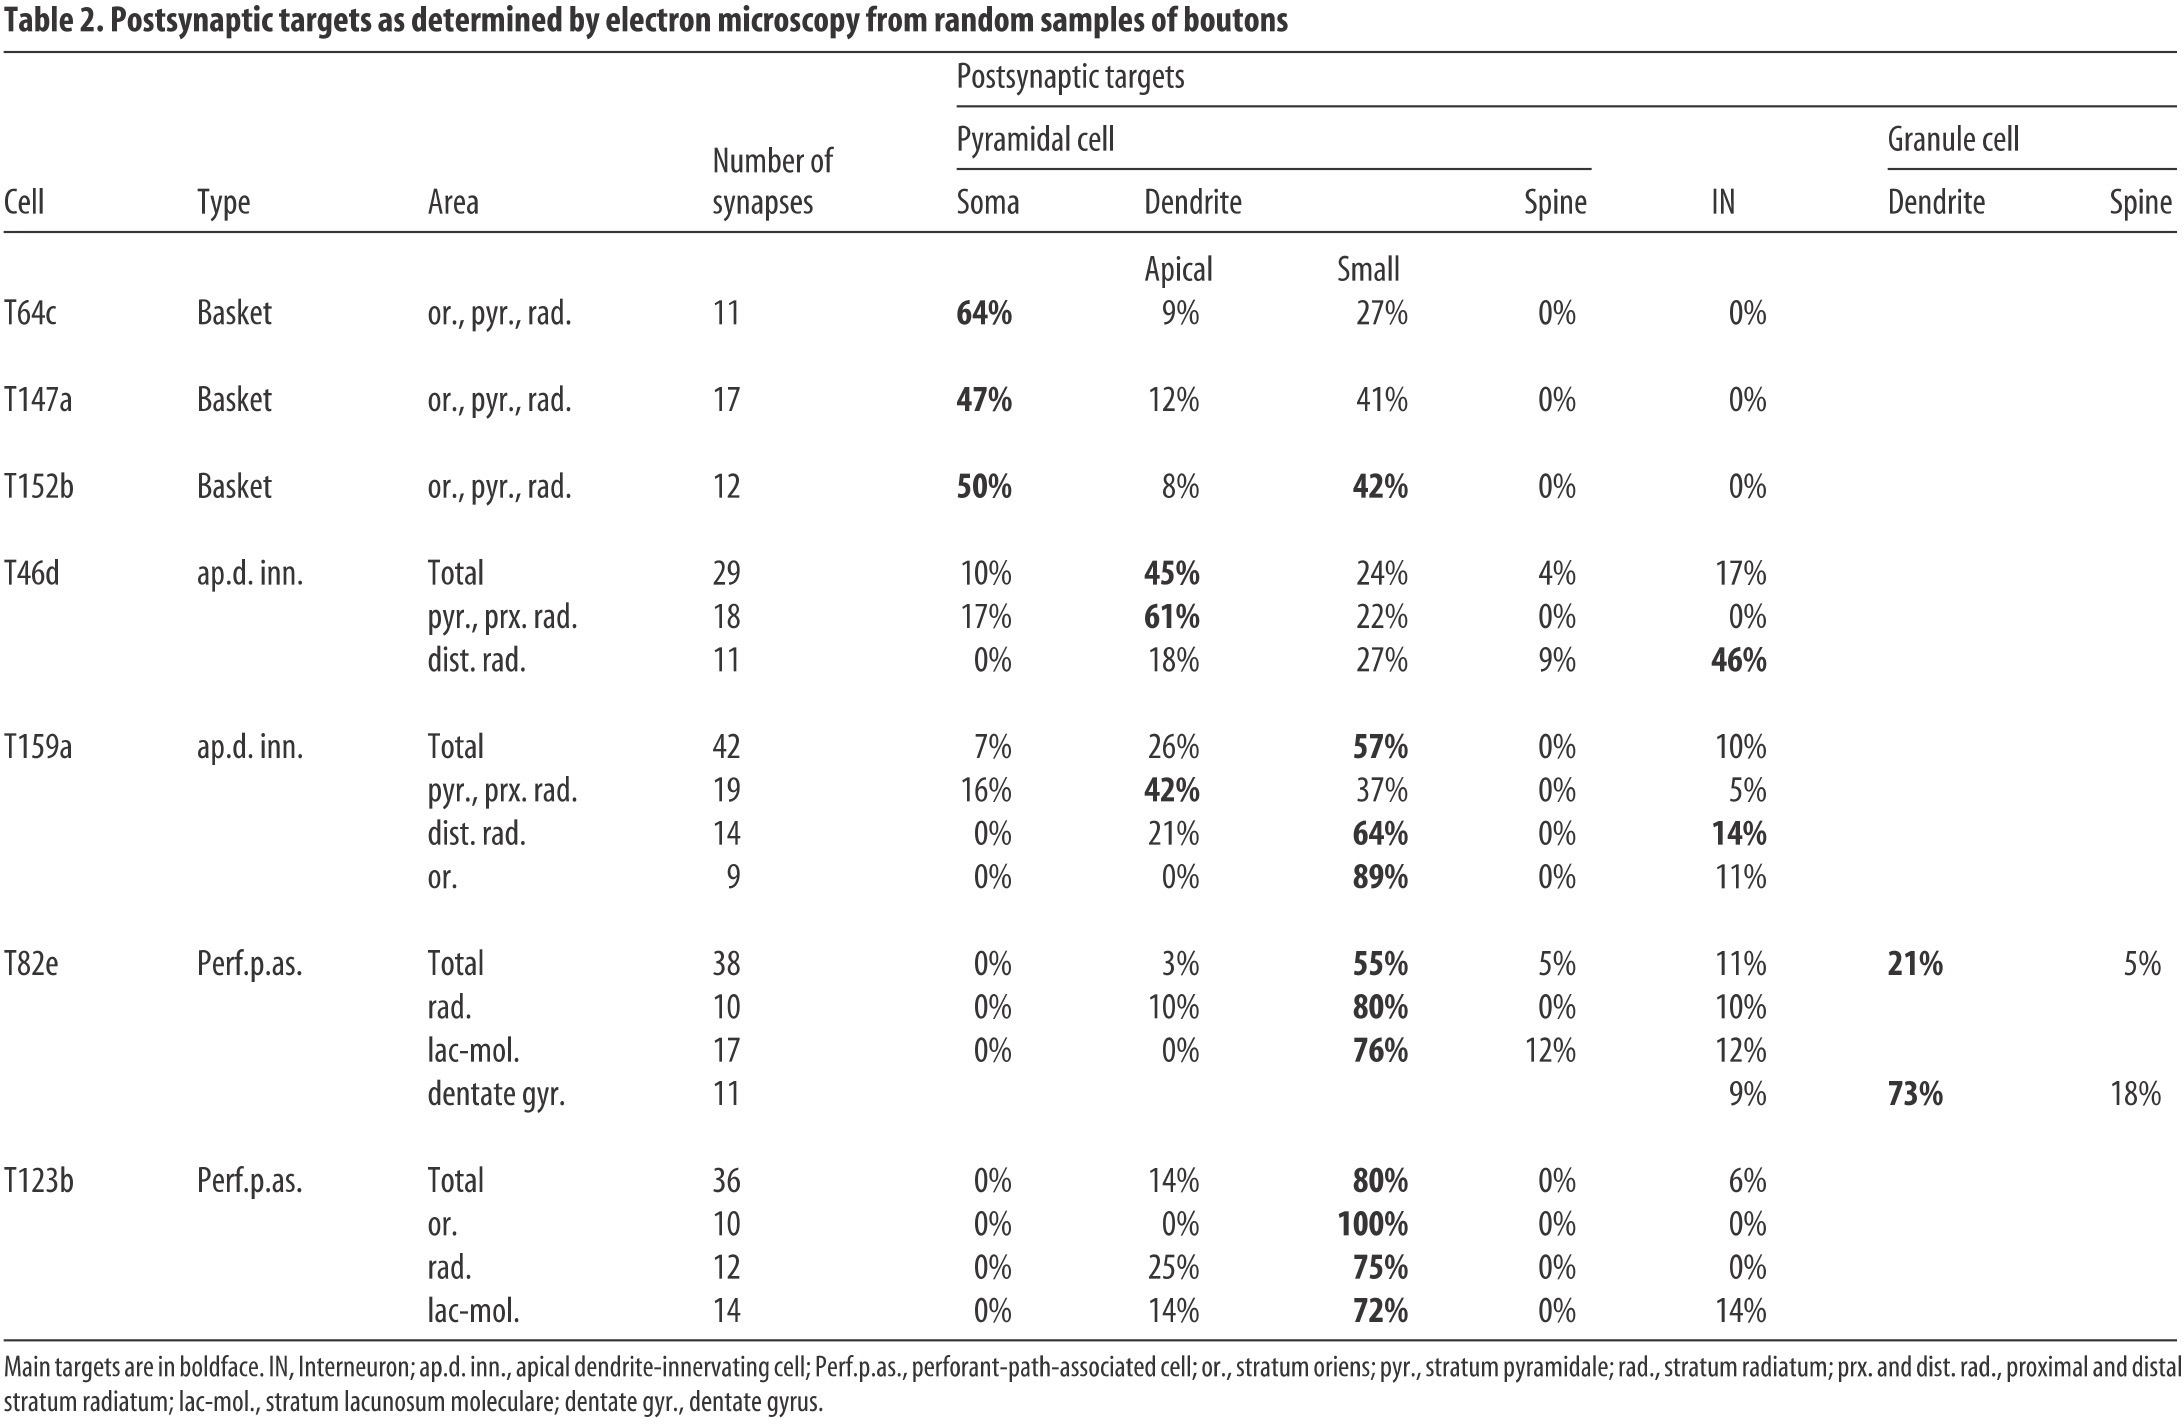 Table 2. Postsynaptic targets as determined by electron microscopy from random samples of boutons
Postsynaptic targets
Pyramidal cell Granule cell
Cell Type Area Number of synapses Soma Dendrite Spine IN Dendrite Spine
Apical Small
T64c Basket or., pyr., rad. 11 64% 9% 27% 0% 0%
T147a Basket or., pyr., rad. 17 47% 12% 41% 0% 0%
T152b Basket or., pyr., rad. 12 50% 8% 42% 0% 0%
T46d ap.d. inn. Total 29 10% 45% 24% 4% 17%
pyr., prx. rad. 18 17% 61% 22% 0% 0%
dist. rad. 11 0% 18% 27% 9% 46%
T159a ap.d. inn. Total 42 7% 26% 57% 0% 10%
pyr., prx. rad. 19 16% 42% 37% 0% 5%
dist. rad. 14 0% 21% 64% 0% 14%
or. 9 0% 0% 89% 0% 11%
T82e Perf.p.as. Total 38 0% 3% 55% 5% 11% 21% 5%
rad. 10 0% 10% 80% 0% 10%
lac-mol. 17 0% 0% 76% 12% 12%
dentate gyr. 11 9% 73% 18%
T123b Perf.p.as. Total 36 0% 14% 80% 0% 6%
or. 10 0% 0% 100% 0% 0%
rad. 12 0% 25% 75% 0% 0%
lac-mol. 14 0% 14% 72% 0% 14%
Main targets are in boldface. IN, Interneuron; ap.d. inn., apical dendrite-innervating cell; Perf.p.as., perforant-path-associated cell; or., stratum oriens; pyr., stratum pyramidale; rad., stratum radiatum; prx. and dist. rad., proximal and distal
stratum radiatum; lac-mol., stratum lacunosum moleculare; dentate gyr., dentate gyrus.